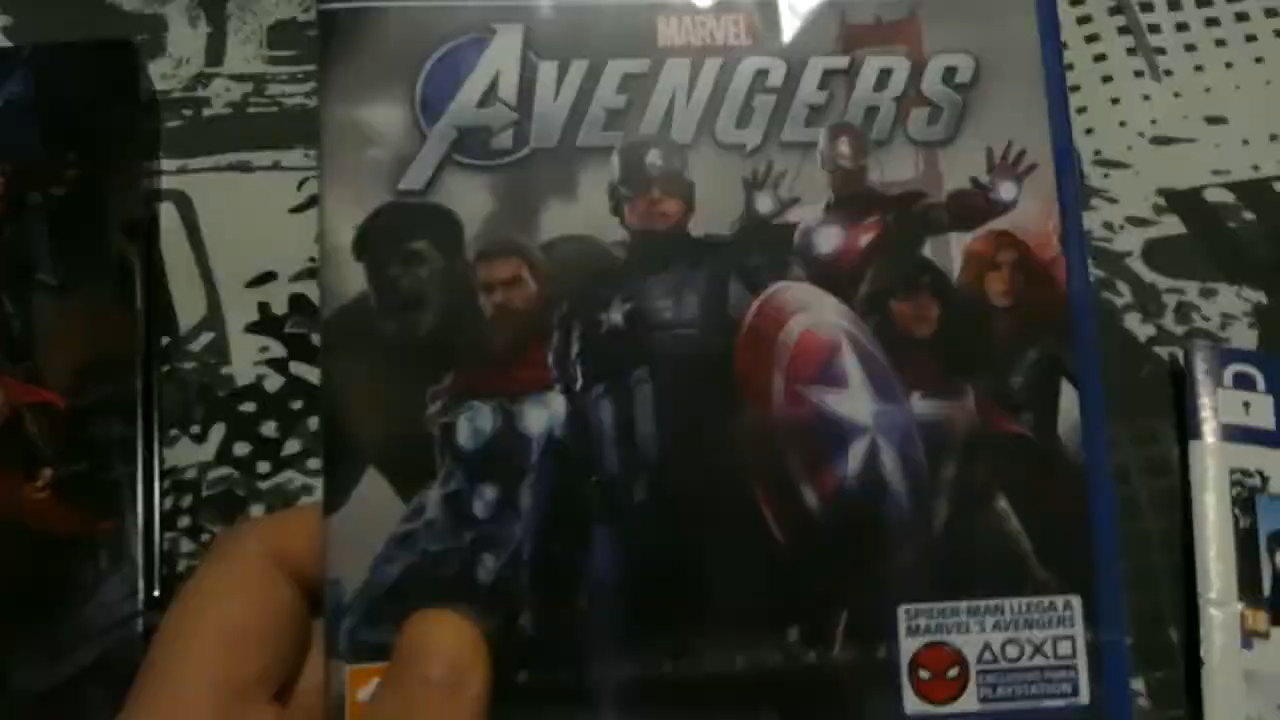 MARVEL
AVENGERS
SPIDER-MAN LLEGA A
MARVEL'S AVENGERS
EXCLUSIVO PARA
PLAYSTATION